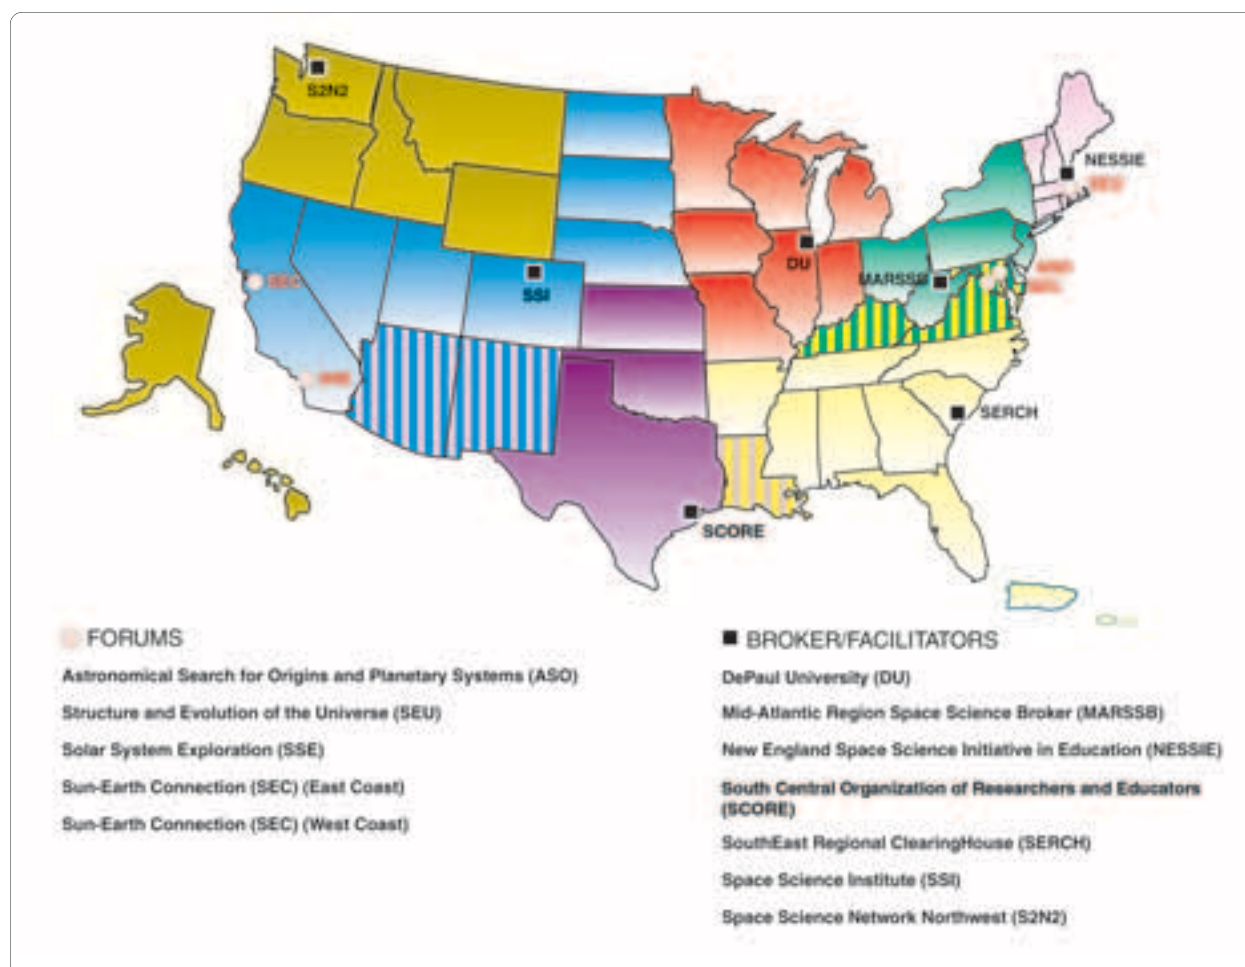 S2N2
NESSIE
SEU
DU
MARSSB
SEC
SSI
SERCH
SCORE
FORUMS
Astronomical Search for Origins and Planetary Systems (ASO)
Structure and Evolution of the Universe (SEU)
Solar System Exploration (SSE)
Sun-Earth Connection (SEC) (East Coast)
Sun-Earth Connection (SEC) (West Coast)
BROKER/FACILITATORS
DePaul University (DU)
Mid-Atlantic Region Space Science Broker (MARSSB)
New England Space Science Initiative in Education (NESSIE)
South Central Organization of Researchers and Educators
(SCORE)
SouthEast Regional ClearingHouse (SERCH)
Space Science Institute (SSI)
Space Science Network Northwest (S2N2)